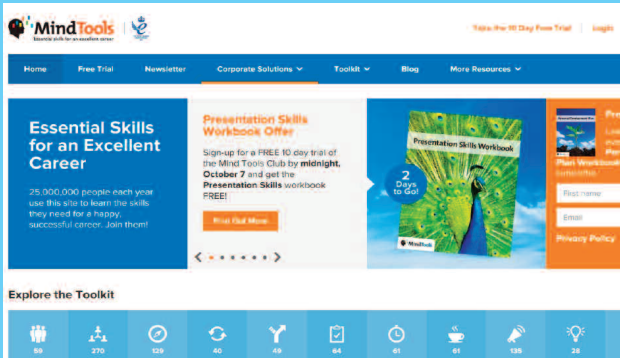 MindTools
Essential skills for an excellent career
Take the 10 Day Free Trial
Login
Home
Free Trial
Newsletter
Corporate Solutions
Toolkit
Blog
More Resources
Essential Skills
for an Excellent
Career
25,000,000 people each year
use this site to learn the skills
they need for a happy,
successful career. Join them!
Presentation Skills
Workbook Offer
Sign-up for a FREE 10 day trial of
the Mind Tools Club by midnight,
October 7 and get the
Presentation Skills workbook
FREE!
Find Out More
Presentation Skills Workbook
2
Days
to Go!
MindTools
Plan Workbook
First name
Email
Privacy Policy
Explore the Toolkit
270
129
40
49
64
61
61
135
28